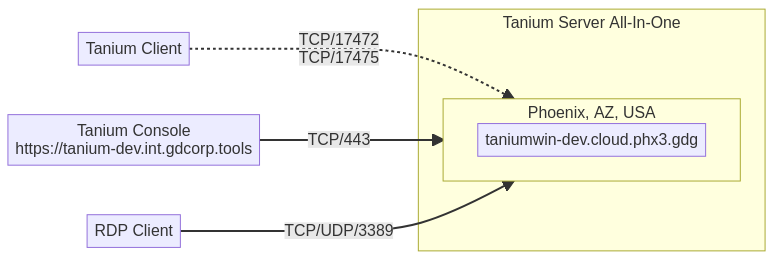 Tanium Server All-In-One
Tanium Client
TCP/17472
TCP/17475
Phoenix, AZ, USA
taniumwin-dev.cloud.phx3.gdg
Tanium Console
https://tanium-dev.int.gdcorp.tools
TCP/443
RDP Client
TCP/UDP/3389